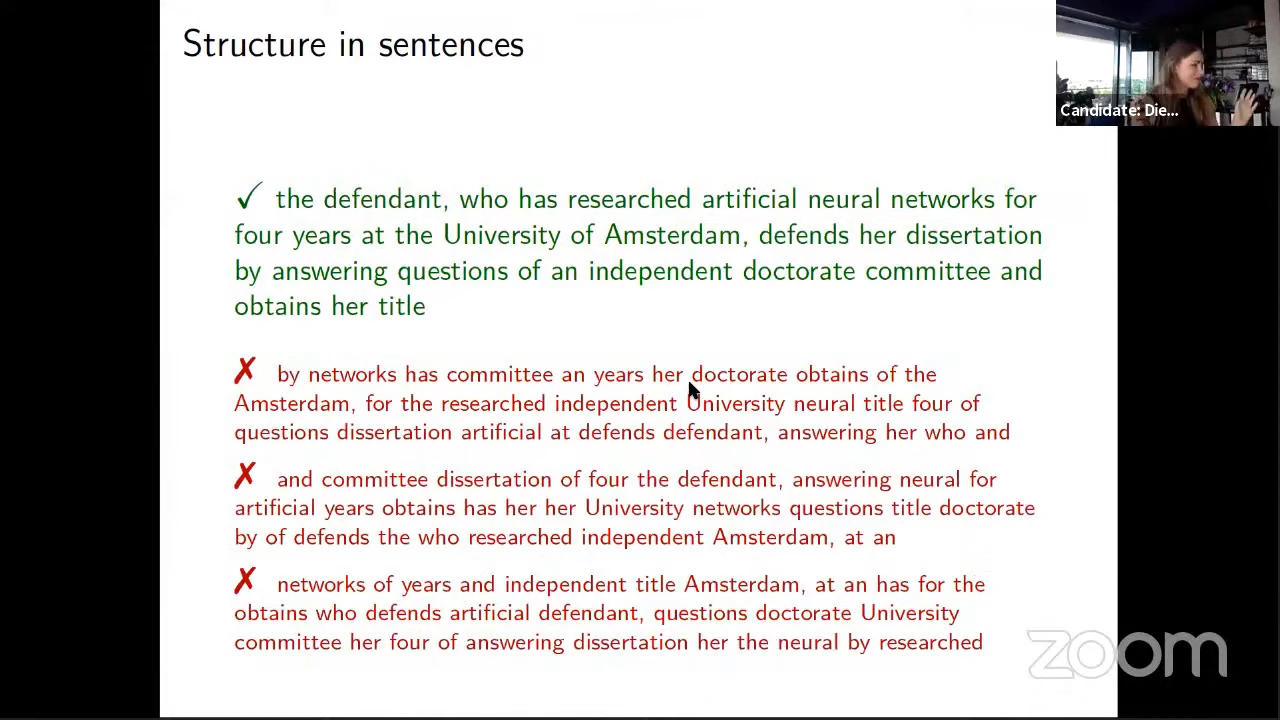 Structure in sentences
Candidate: Die...
✓ the defendant, who has researched artificial neural networks for
four years at the University of Amsterdam, defends her dissertation
by answering questions of an independent doctorate committee and
obtains her title
✗ by networks has committee an years her doctorate obtains of the
Amsterdam, for the researched independent University neural title four of
questions dissertation artificial at defends defendant, answering her who and
✗ and committee dissertation of four the defendant, answering neural for
artificial years obtains has her her University networks questions title doctorate
by of defends the who researched independent Amsterdam, at an
✗ networks of years and independent title Amsterdam, at an has for the
obtains who defends artificial defendant, questions doctorate University
committee her four of answering dissertation her the neural by researched
zoom